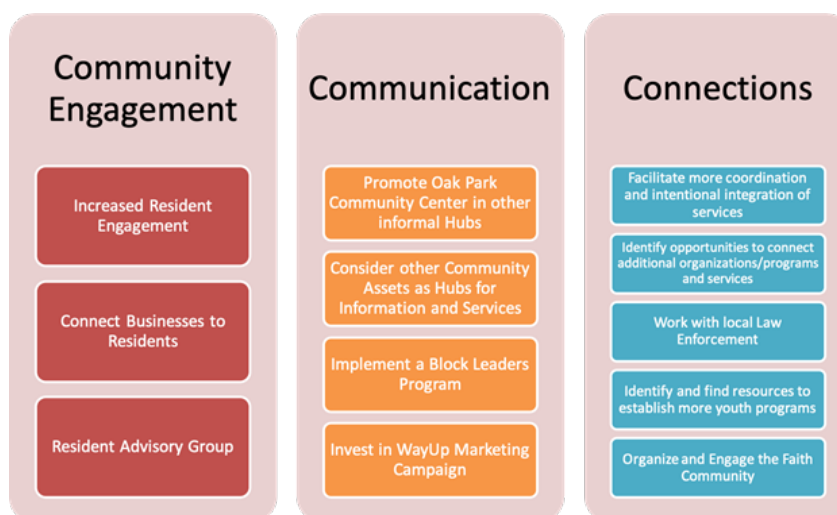 Community
Engagement
Increased Resident
Engagement
Connect Businesses to
Residents
Resident Advisory Group
Communication
Promote Oak Park
Community Center in other
informal Hubs
Consider other Community
Assets as Hubs for
Information and Services
Implement a Block Leaders
Program
Invest in WayUp Marketing
Campaign
Connections
Facilitate more coordination
and intentional integration of
services
Identify opportunities to connect
additional organizations/programs
and services
Work with local Law
Enforcement
Identify and find resources to
establish more youth programs
Organize and Engage the Faith
Community